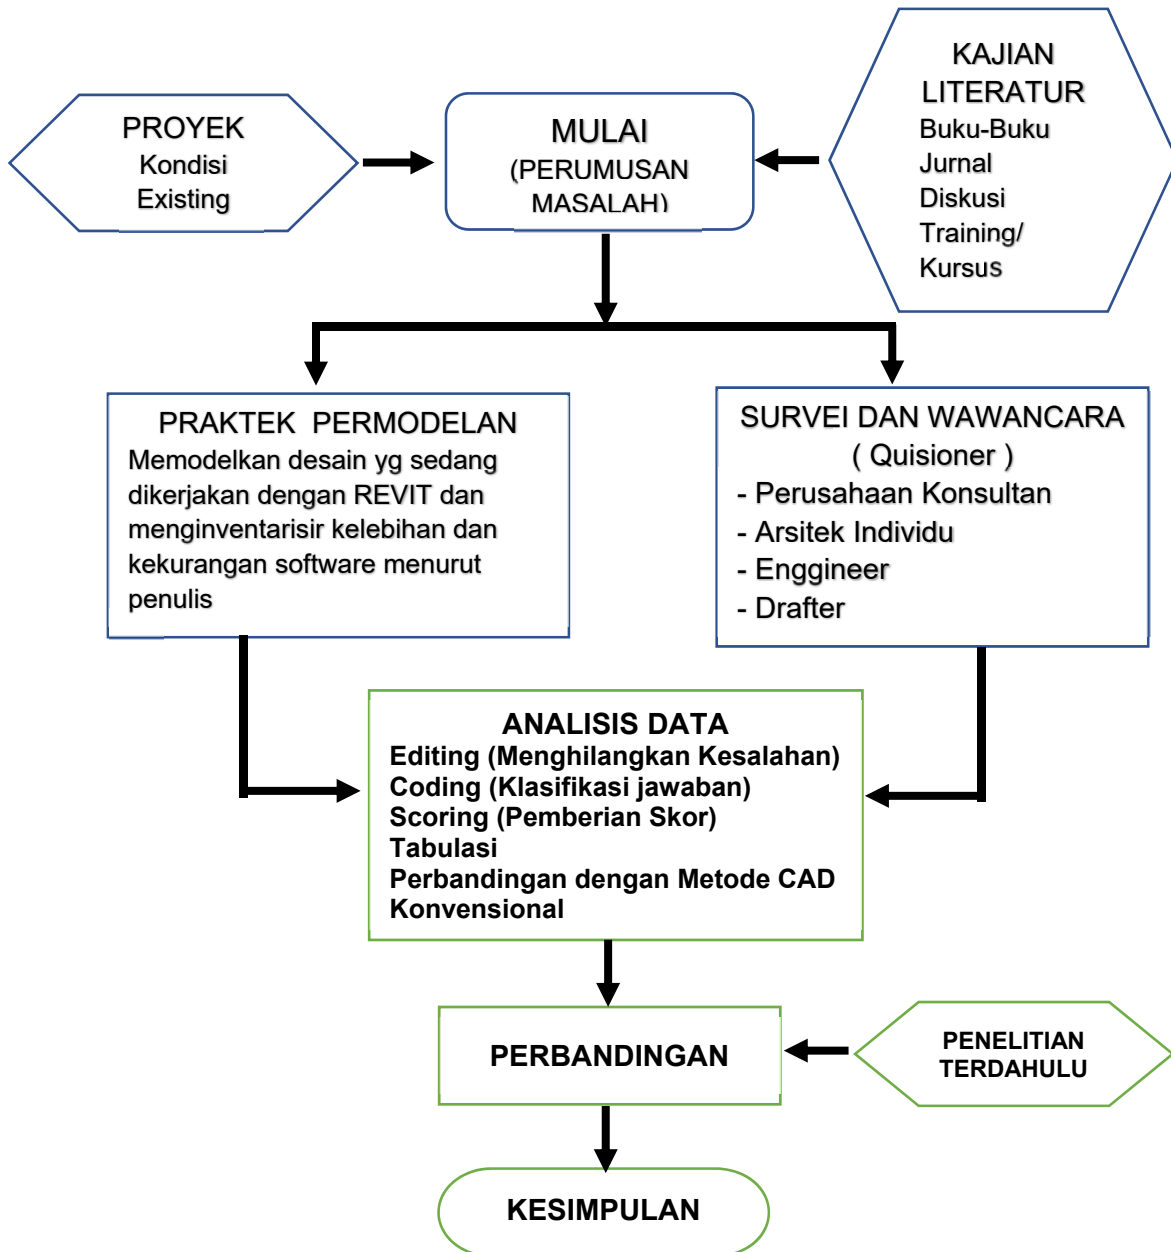 KAJIAN
LITERATUR
Buku-Buku
Jurnal
Diskusi
Training/
Kursus
PROYEK
Kondisi
Existing
MULAI
(PERUMUSAN
MASALAH)
PRAKTEK PERMODELAN
Memodelkan desain yg sedang
dikerjakan dengan REVIT dan
menginventarisir kelebihan dan
kekurangan software menurut
penulis
SURVEI DAN WAWANCARA
( Quisioner )
- Perusahaan Konsultan
- Arsitek Individu
- Enggineer
- Drafter
ANALISIS DATA
Editing (Menghilangkan Kesalahan)
Coding (Klasifikasi jawaban)
Scoring (Pemberian Skor)
Tabulasi
Perbandingan dengan Metode CAD
Konvensional
PERBANDINGAN
PENELITIAN
TERDAHULU
KESIMPULAN